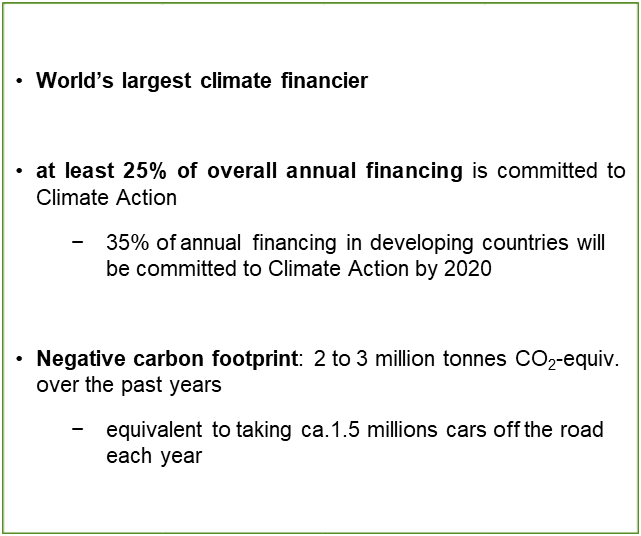 • World’s largest climate financier
• at least 25% of overall annual financing is committed to
Climate Action
− 35% of annual financing in developing countries will
be committed to Climate Action by 2020
• Negative carbon footprint: 2 to 3 million tonnes CO₂-equiv.
over the past years
− equivalent to taking ca.1.5 millions cars off the road
each year